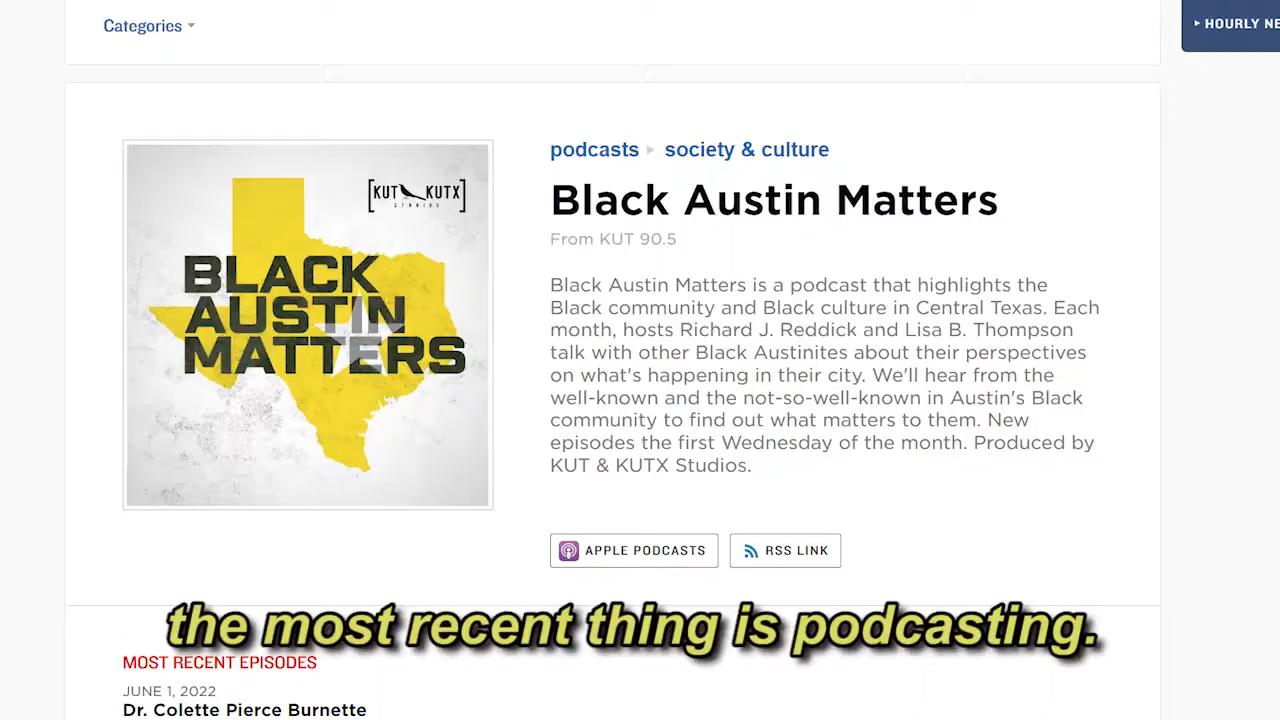 Categories
HOURLY NE
KUT KUTX
STUDIOS
BLACK
AUSTIN
MATTERS
podcasts society & culture
Black Austin Matters
From KUT 90.5
Black Austin Matters is a podcast that highlights the
Black community and Black culture in Central Texas. Each
month, hosts Richard J. Reddick and Lisa B. Thompson
talk with other Black Austinites about their perspectives
on what's happening in their city. We'll hear from the
well-known and the not-so-well-known in Austin's Black
community to find out what matters to them. New
episodes the first Wednesday of the month. Produced by
KUT & KUTX Studios.
APPLE PODCASTS
RSS LINK
the most recent thing is podcasting.
MOST RECENT EPISODES
JUNE 1, 2022
Dr. Colette Pierce Burnette